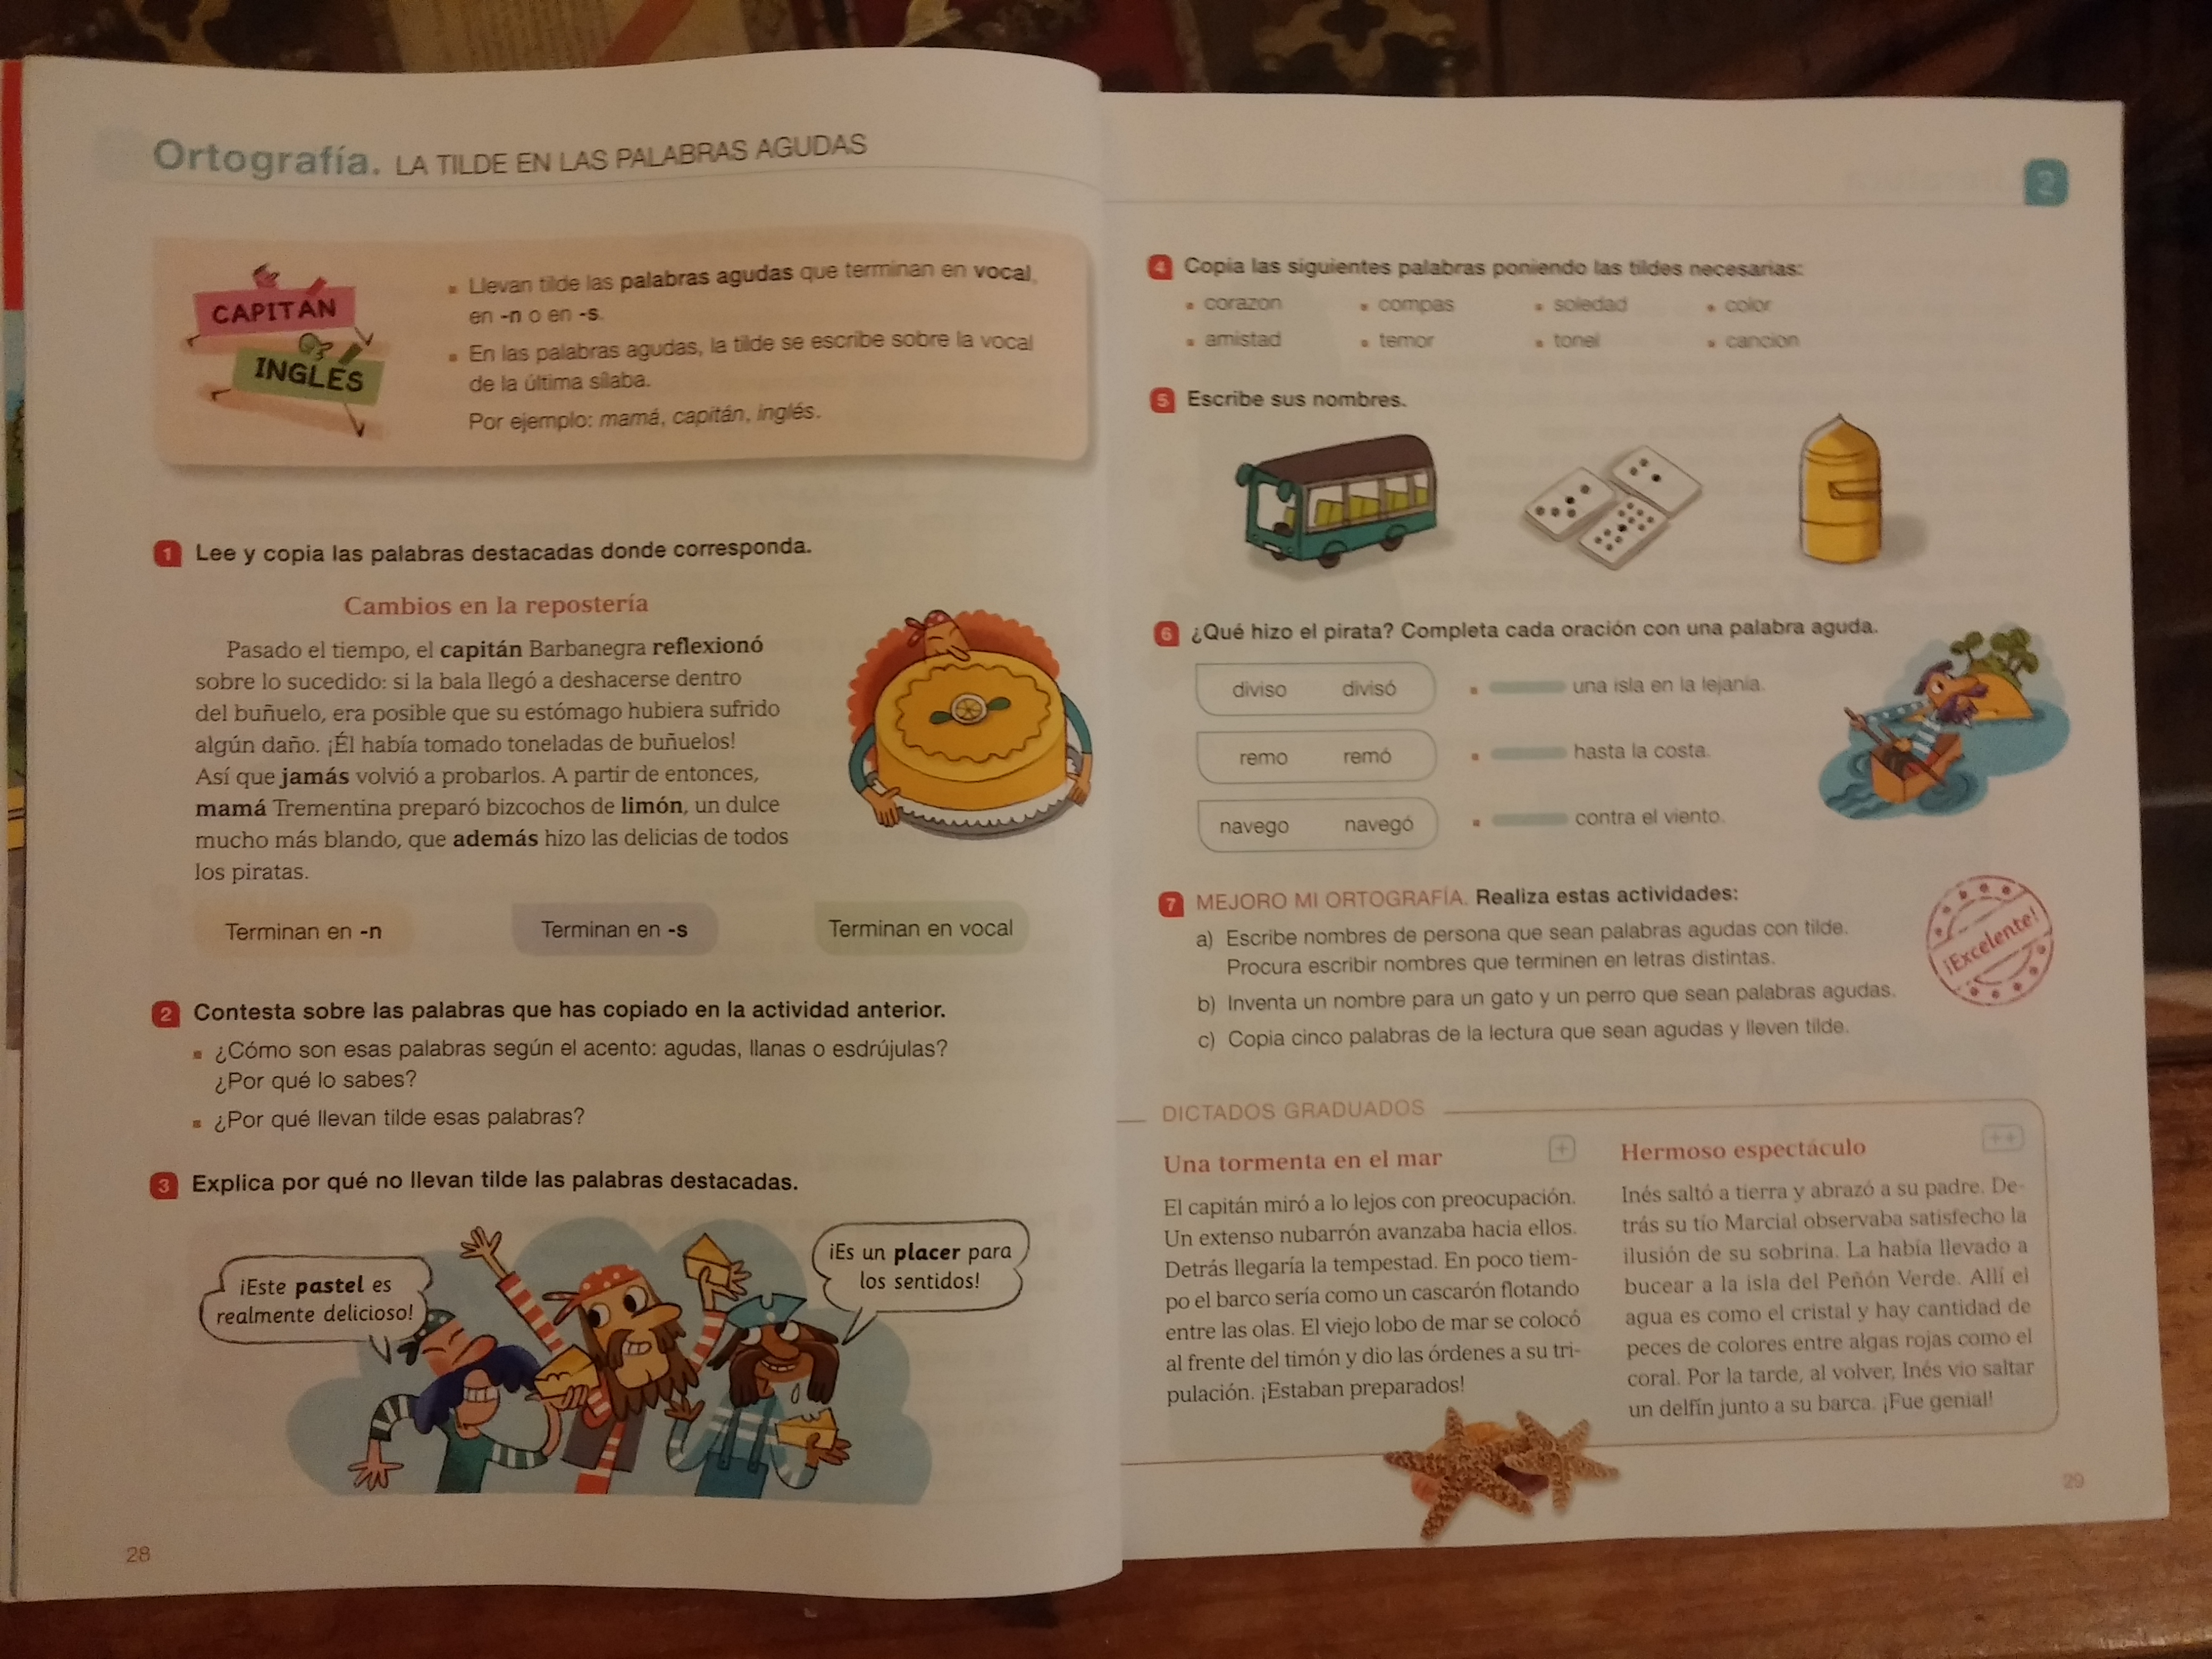 Ortografía. LA TILDE EN LAS PALABRAS AGUDAS
CAPITÁN
INGLÉS
▪ Llevan tilde las palabras agudas que terminan en vocal,
en -n o en -s.
▪ En las palabras agudas, la tilde se escribe sobre la vocal
de la última sílaba.
Por ejemplo: mamá, capitán, inglés.
1 Lee y copia las palabras destacadas donde corresponda.
Cambios en la repostería
Pasado el tiempo, el capitán Barbanegra reflexionó
sobre lo sucedido: si la bala llegó a deshacerse dentro
del buñuelo, era posible que su estómago hubiera sufrido
algún daño. ¡Él había tomado toneladas de buñuelos!
Así que jamás volvió a probarlos. A partir de entonces,
mamá Trementina preparó bizcochos de limón, un dulce
mucho más blando, que además hizo las delicias de todos
los piratas.
Terminan en -n
Terminan en -s
Terminan en vocal
2 Contesta sobre las palabras que has copiado en la actividad anterior.
▪ ¿Cómo son esas palabras según el acento: agudas, llanas o esdrújulas?
¿Por qué lo sabes?
▪ ¿Por qué llevan tilde esas palabras?
3 Explica por qué no llevan tilde las palabras destacadas.
¡Este pastel es
realmente delicioso!
¡Es un placer para
los sentidos!
28
2
4 Copia las siguientes palabras poniendo las tildes necesarias:
▪ corazon ▪ compas ▪ soledad ▪ color
▪ amistad ▪ temor ▪ tonel ▪ cancion
5 Escribe sus nombres.
6 ¿Qué hizo el pirata? Completa cada oración con una palabra aguda.
diviso divisó ▪ una isla en la lejanía.
remo remó ▪ hasta la costa.
navego navegó ▪ contra el viento.
7 MEJORO MI ORTOGRAFÍA. Realiza estas actividades:
a) Escribe nombres de persona que sean palabras agudas con tilde.
Procura escribir nombres que terminen en letras distintas.
b) Inventa un nombre para un gato y un perro que sean palabras agudas.
c) Copia cinco palabras de la lectura que sean agudas y lleven tilde.
¡Excelente!
DICTADOS GRADUADOS
Una tormenta en el mar +
El capitán miró a lo lejos con preocupación.
Un extenso nubarrón avanzaba hacia ellos.
Detrás llegaría la tempestad. En poco tiem-
po el barco sería como un cascarón flotando
entre las olas. El viejo lobo de mar se colocó
al frente del timón y dio las órdenes a su tri-
pulación. ¡Estaban preparados!
Hermoso espectáculo ++
Inés saltó a tierra y abrazó a su padre. De-
trás su tío Marcial observaba satisfecho la
ilusión de su sobrina. La había llevado a
bucear a la isla del Peñón Verde. Allí el
agua es como el cristal y hay cantidad de
peces de colores entre algas rojas como el
coral. Por la tarde, al volver, Inés vio saltar
un delfín junto a su barca. ¡Fue genial!
29